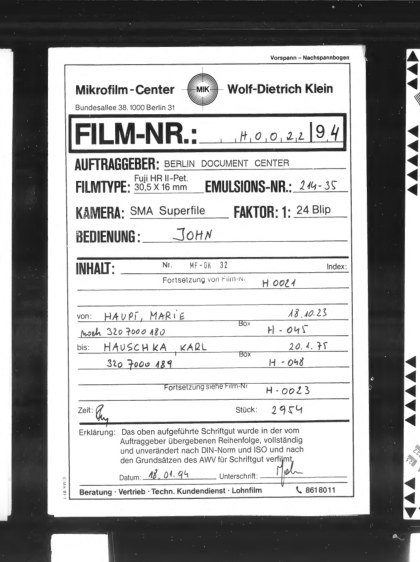 Vorspann – Nachspannbogen
Mikrofilm-Center MIK Wolf-Dietrich Klein
Bundesallee 38. 1000 Berlin 31
FILM-NR.: H, 0, 0, 2, 2 | 9, 4
AUFTRAGGEBER: BERLIN DOCUMENT CENTER
FILMTYPE: Fuji HR II-Pet. 30,5 X 16 mm EMULSIONS-NR.: 214-35
KAMERA: SMA Superfile FAKTOR: 1: 24 Blip
BEDIENUNG: JOHN
INHALT: Nr. MF-OK 32 Index:
Fortsetzung von Film-Nr. H 0021
von: HAUPT, MARIE 18.10.23
noch 320 7000 180 Box H-045
bis: HAUSCHKA, KARL 20.1.75
320 7000 189 Box H-048
Fortsetzung siehe Film-Nr H-0023
Zeit: Stück: 2954
Erklärung: Das oben aufgeführte Schriftgut wurde in der vom
Auftraggeber übergebenen Reihenfolge, vollständig
und unverändert nach DIN-Norm und ISO und nach
den Grundsätzen des AWV für Schriftgut verfilmt.
Datum: 18.01.94 Unterschrift:
Beratung · Vertrieb · Techn. Kundendienst · Lohnfilm 8618011